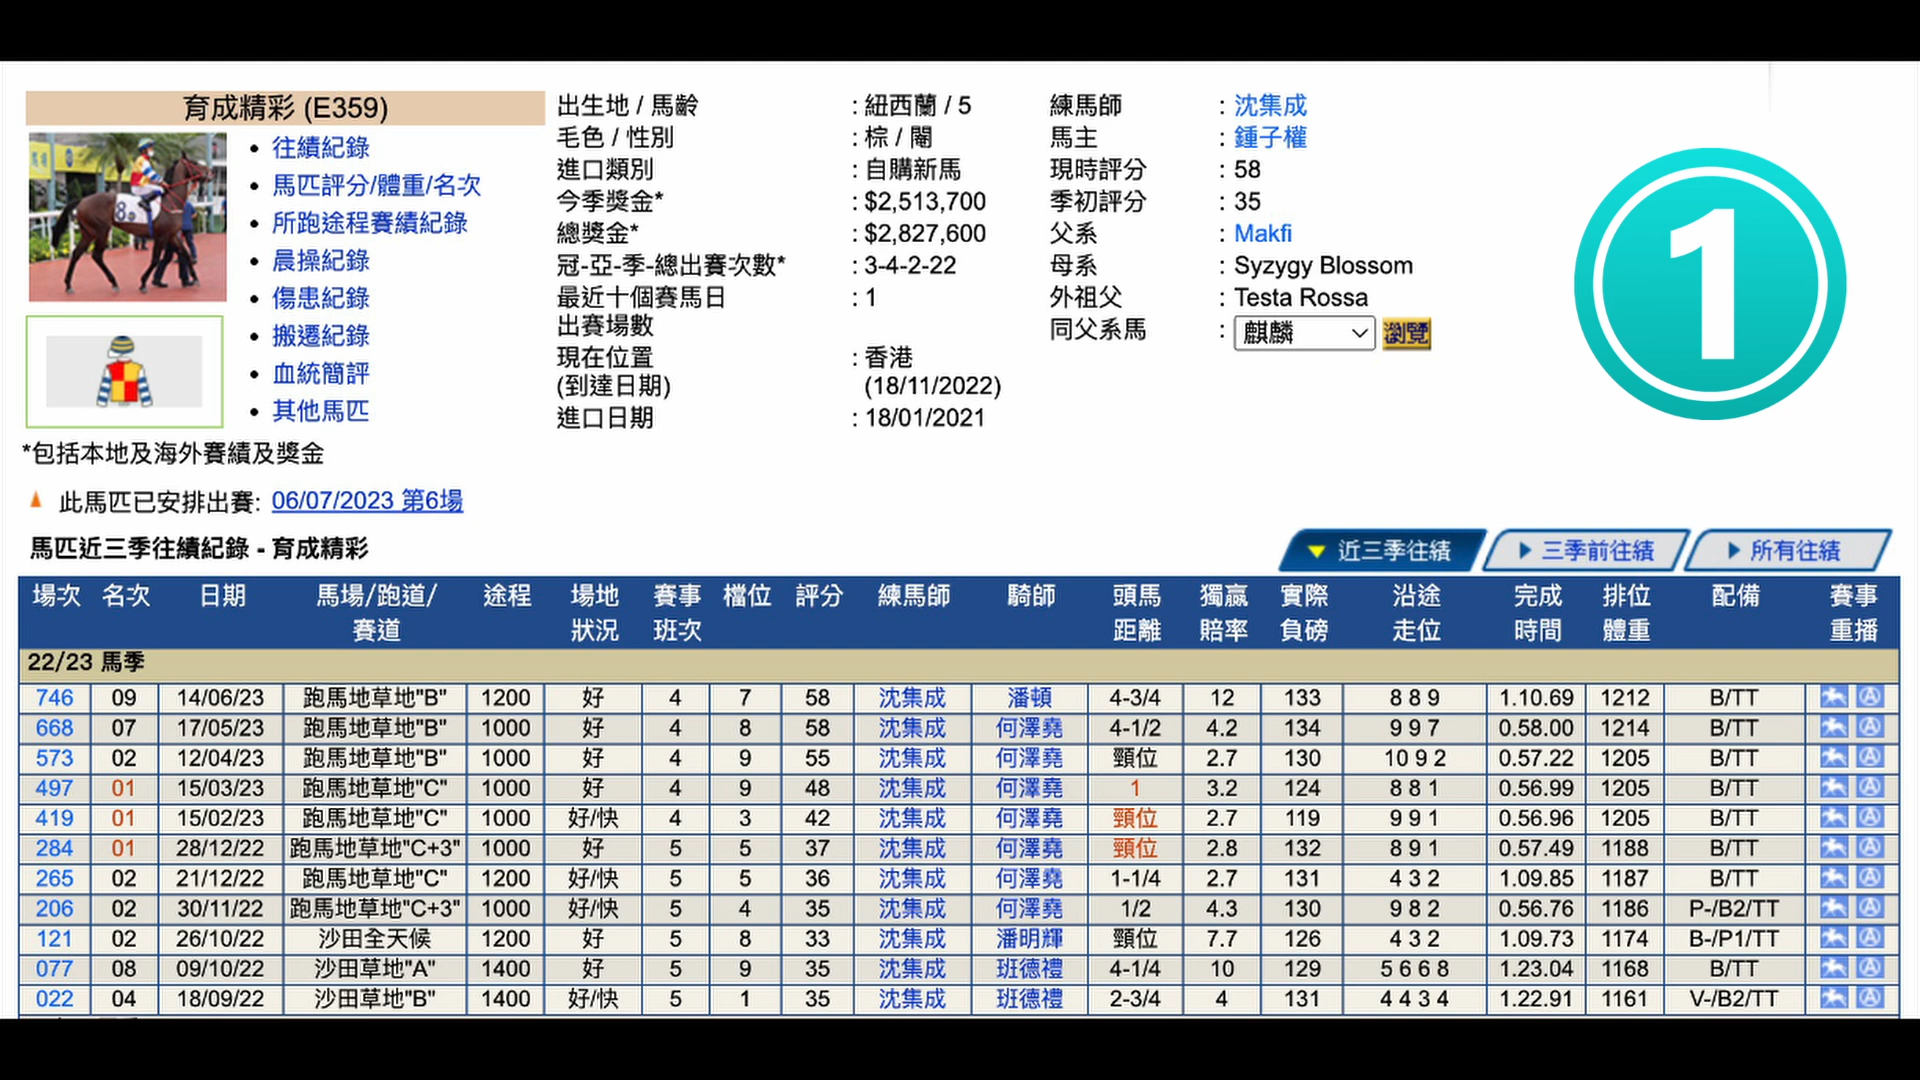 育成精彩 (E359)
往績紀錄
馬匹評分/體重/名次
所跑途程賽績紀錄
晨操紀錄
傷患紀錄
搬遷紀錄
血統簡評
其他馬匹
出生地 / 馬齡 : 紐西蘭 / 5
毛色 / 性別 : 棕 / 閹
進口類別 : 自購新馬
今季獎金* : $2,513,700
總獎金* : $2,827,600
冠-亞-季-總出賽次數* : 3-4-2-22
最近十個賽馬日 : 1
出賽場數
現在位置 : 香港
(到達日期) (18/11/2022)
進口日期 : 18/01/2021
練馬師 : 沈集成
馬主 : 鍾子權
現時評分 : 58
季初評分 : 35
父系 : Makfi
母系 : Syzygy Blossom
外祖父 : Testa Rossa
同父系馬 : 麒麟 瀏覽
1
8
*包括本地及海外賽績及獎金
此馬匹已安排出賽: 06/07/2023 第6場
馬匹近三季往績紀錄 - 育成精彩
近三季往績 三季前往績 所有往績
場次 名次 日期 馬場/跑道/ 途程 場地 賽事 檔位 評分 練馬師 騎師 頭馬 獨贏 實際 沿途 完成 排位 配備 賽事
賽道 狀況 班次 距離 賠率 負磅 走位 時間 體重 重播
22/23 馬季
746 09 14/06/23 跑馬地草地"B" 1200 好 4 7 58 沈集成 潘頓 4-3/4 12 133 8 8 9 1.10.69 1212 B/TT
668 07 17/05/23 跑馬地草地"B" 1000 好 4 8 58 沈集成 何澤堯 4-1/2 4.2 134 9 9 7 0.58.00 1214 B/TT
573 02 12/04/23 跑馬地草地"B" 1000 好 4 9 55 沈集成 何澤堯 頸位 2.7 130 10 9 2 0.57.22 1205 B/TT
497 01 15/03/23 跑馬地草地"C" 1000 好 4 9 48 沈集成 何澤堯 1 3.2 124 8 8 1 0.56.99 1205 B/TT
419 01 15/02/23 跑馬地草地"C" 1000 好/快 4 3 42 沈集成 何澤堯 頸位 2.7 119 9 9 1 0.56.96 1205 B/TT
284 01 28/12/22 跑馬地草地"C+3" 1000 好 5 5 37 沈集成 何澤堯 頸位 2.8 132 8 9 1 0.57.49 1188 B/TT
265 02 21/12/22 跑馬地草地"C" 1200 好/快 5 5 36 沈集成 何澤堯 1-1/4 2.7 131 4 3 2 1.09.85 1187 B/TT
206 02 30/11/22 跑馬地草地"C+3" 1000 好/快 5 4 35 沈集成 何澤堯 1/2 4.3 130 9 8 2 0.56.76 1186 P-/B2/TT
121 02 26/10/22 沙田全天候 1200 好 5 8 33 沈集成 潘明輝 頸位 7.7 126 4 3 2 1.09.73 1174 B-/P1/TT
077 08 09/10/22 沙田草地"A" 1400 好 5 9 35 沈集成 班德禮 4-1/4 10 129 5 6 6 8 1.23.04 1168 B/TT
022 04 18/09/22 沙田草地"B" 1400 好/快 5 1 35 沈集成 班德禮 2-3/4 4 131 4 4 3 4 1.22.91 1161 V-/B2/TT